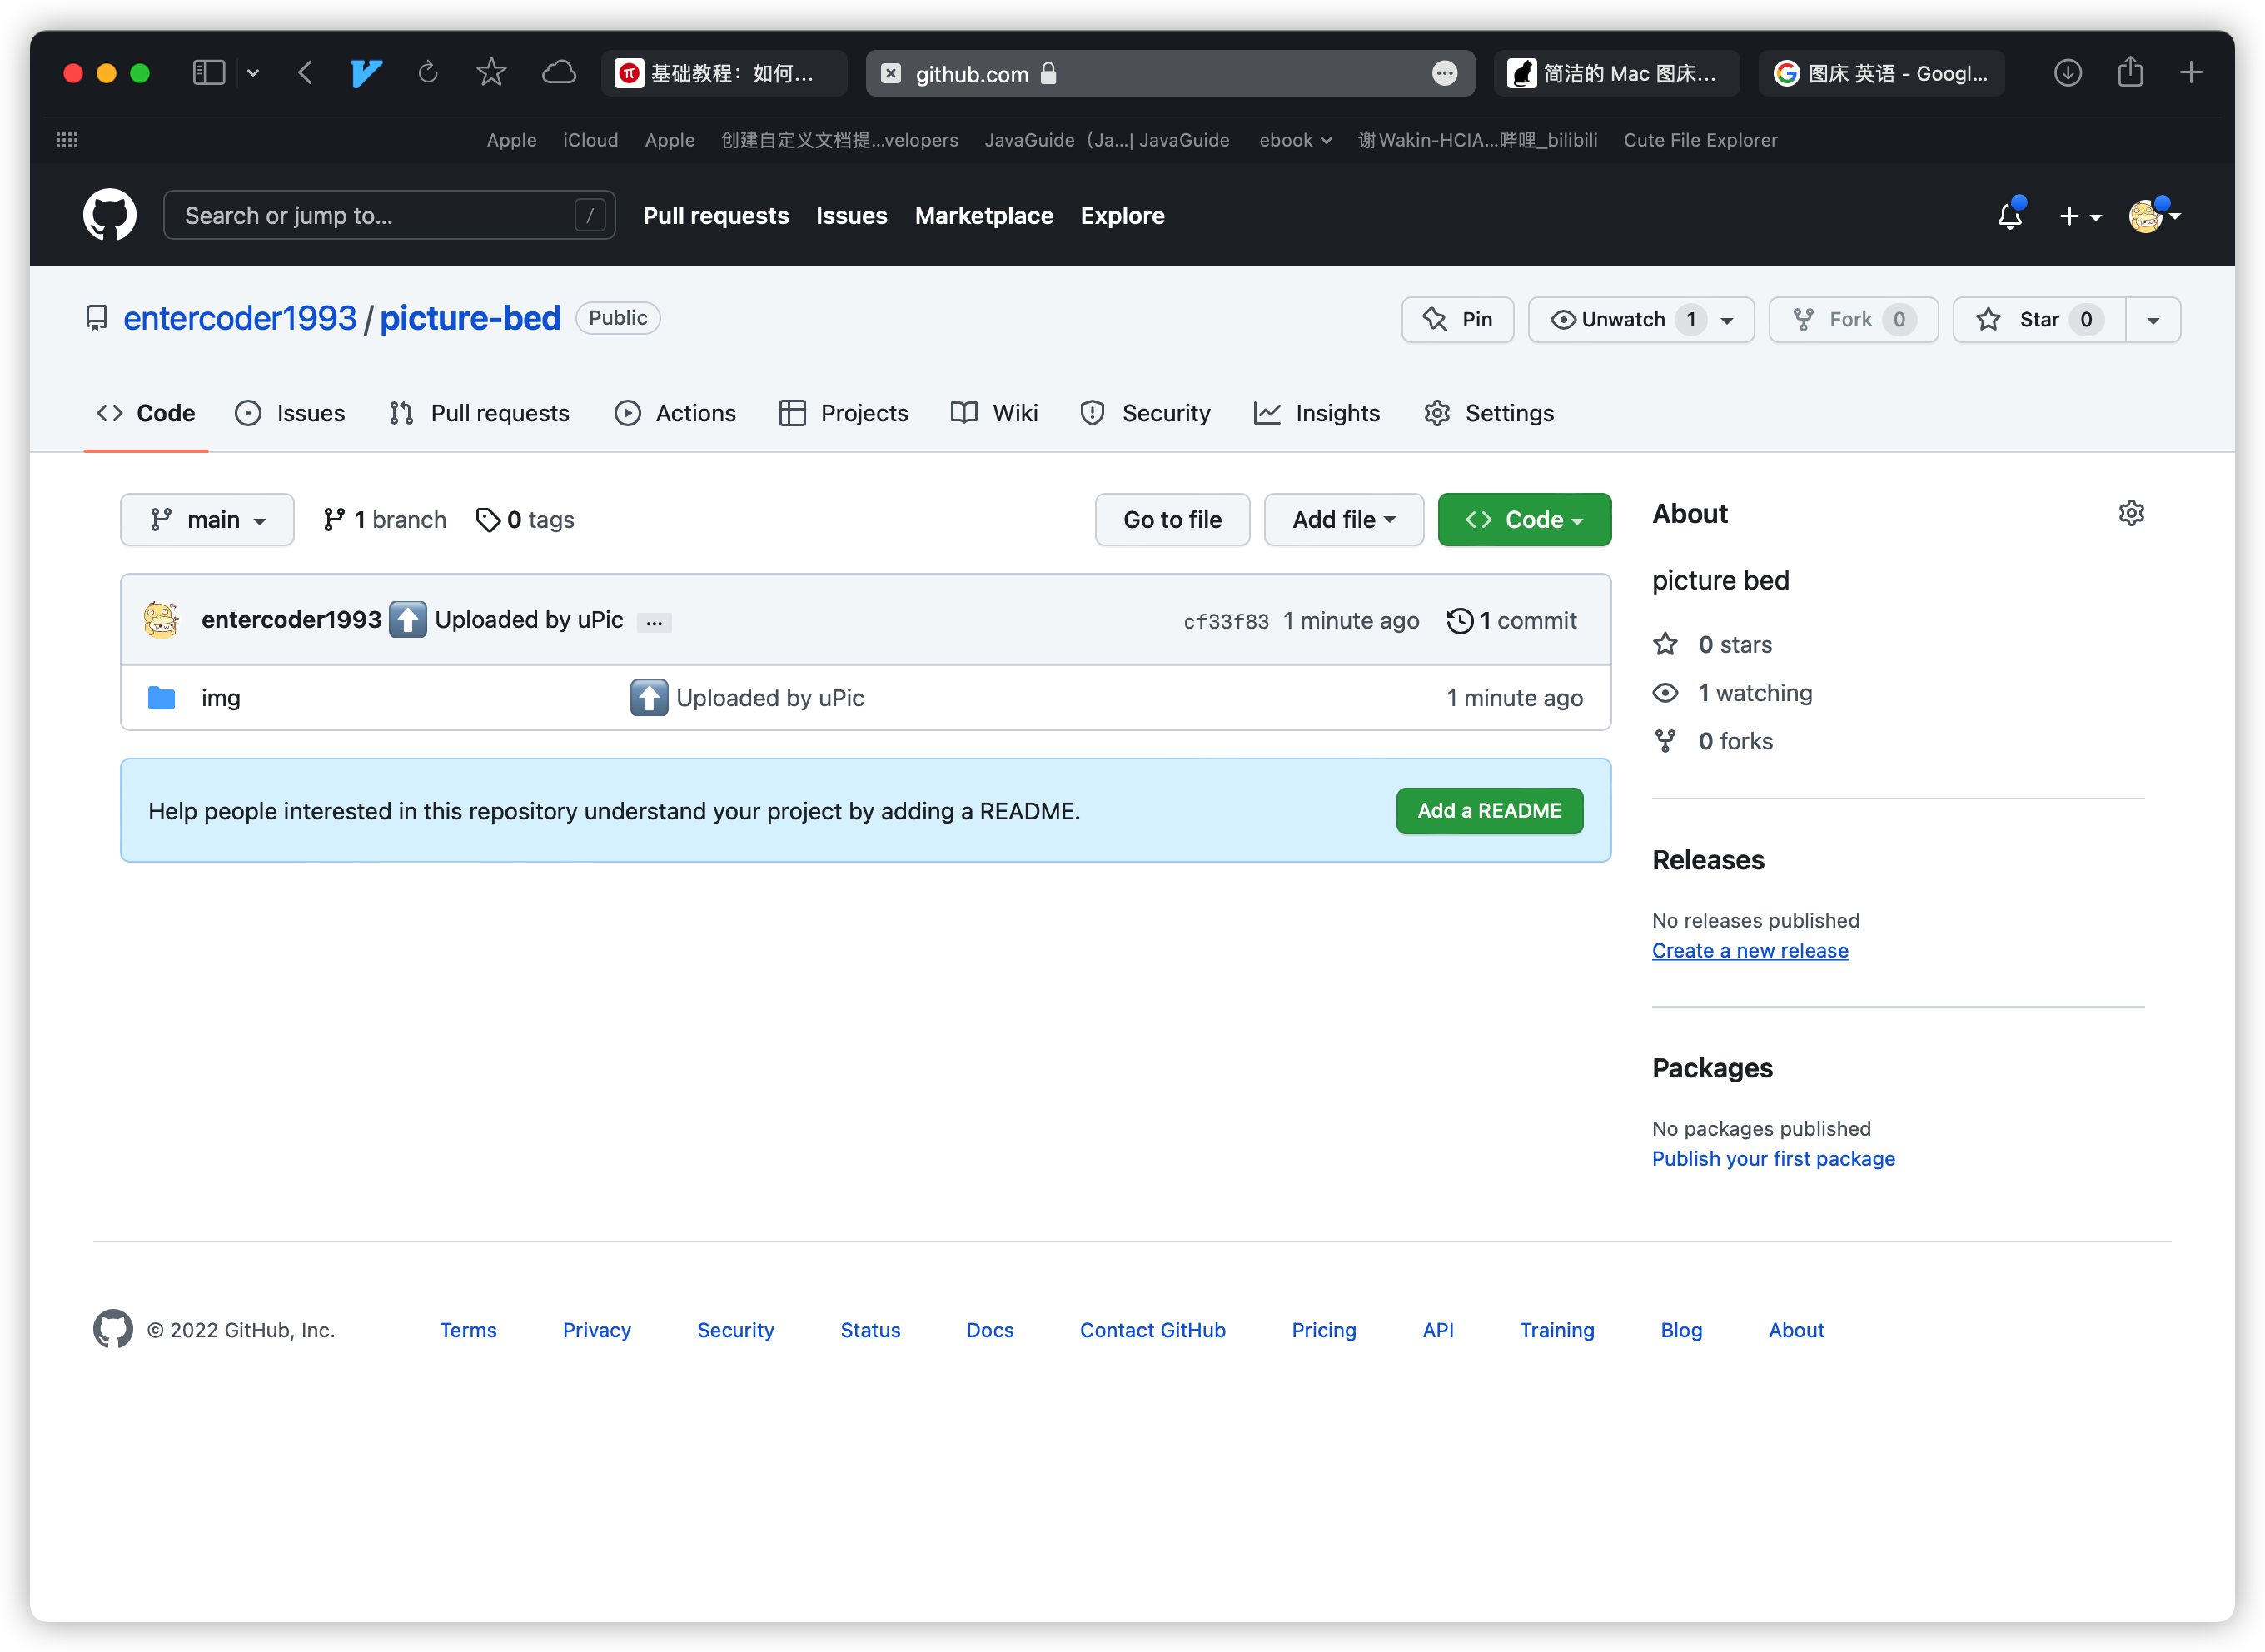 基础教程：如何... github.com 简洁的 Mac 图床... 图床 英语 - Googl...
Apple iCloud Apple 创建自定义文档提...velopers JavaGuide（Ja...| JavaGuide ebook 谢Wakin-HCIA...哔哩_bilibili Cute File Explorer
Search or jump to... / Pull requests Issues Marketplace Explore
entercoder1993 / picture-bed Public Pin Unwatch 1 Fork 0 Star 0
Code Issues Pull requests Actions Projects Wiki Security Insights Settings
main 1 branch 0 tags Go to file Add file Code
entercoder1993 Uploaded by uPic ... cf33f83 1 minute ago 1 commit
img Uploaded by uPic 1 minute ago
Help people interested in this repository understand your project by adding a README. Add a README
About
picture bed
0 stars
1 watching
0 forks
Releases
No releases published
Create a new release
Packages
No packages published
Publish your first package
© 2022 GitHub, Inc. Terms Privacy Security Status Docs Contact GitHub Pricing API Training Blog About